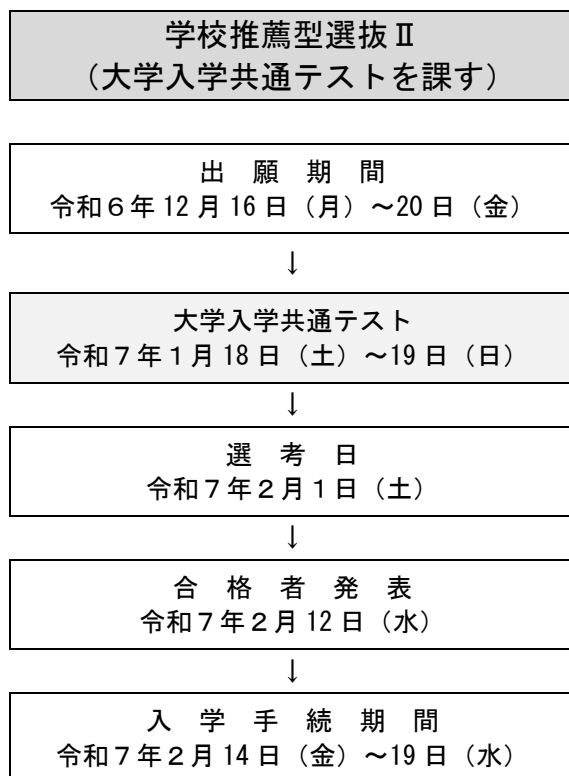 学校推薦型選抜Ⅱ
（大学入学共通テストを課す）
出　願　期　間
令和６年 12 月 16 日（月）～20 日（金）
↓
大学入学共通テスト
令和７年１月 18 日（土）～19 日（日）
↓
選　考　日
令和７年２月１日（土）
↓
合　格　者　発　表
令和７年２月 12 日（水）
↓
入　学　手　続　期　間
令和７年２月 14 日（金）～19 日（水）